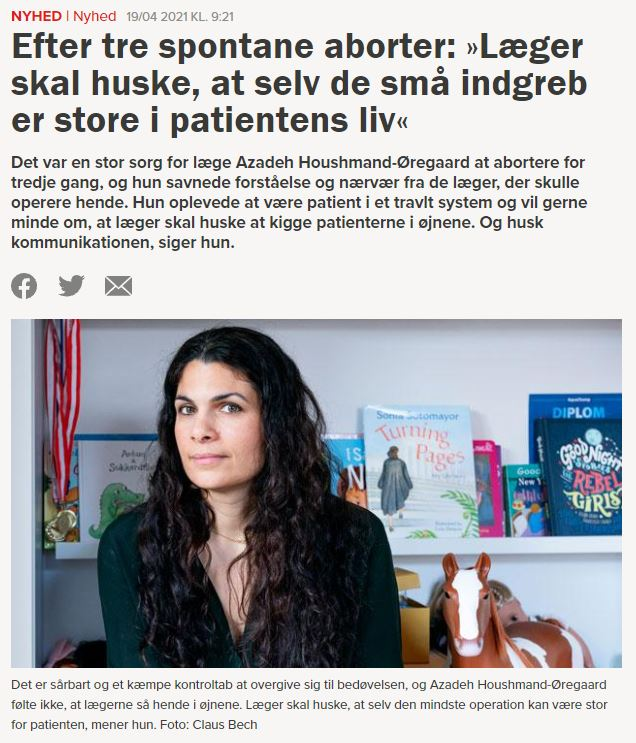 NYHED | Nyhed 19/04 2021 KL. 9:21
Efter tre spontane aborter: »Læger
skal huske, at selv de små indgreb
er store i patientens liv«
Det var en stor sorg for læge Azadeh Houshmand-Øregaard at abortere for
tredje gang, og hun savnede forståelse og nærvær fra de læger, der skulle
operere hende. Hun oplevede at være patient i et travlt system og vil gerne
minde om, at læger skal huske at kigge patienterne i øjnene. Og husk
kommunikationen, siger hun.
Sonia Sotomayor
Turning
Pages
DIPLOM
GOOD NIGHT
STORIES
REBEL
GIRLS
Good
New Y
Det er sårbart og et kæmpe kontroltab at overgive sig til bedøvelsen, og Azadeh Houshmand-Øregaard
følte ikke, at lægerne så hende i øjnene. Læger skal huske, at selv den mindste operation kan være stor
for patienten, mener hun. Foto: Claus Bech